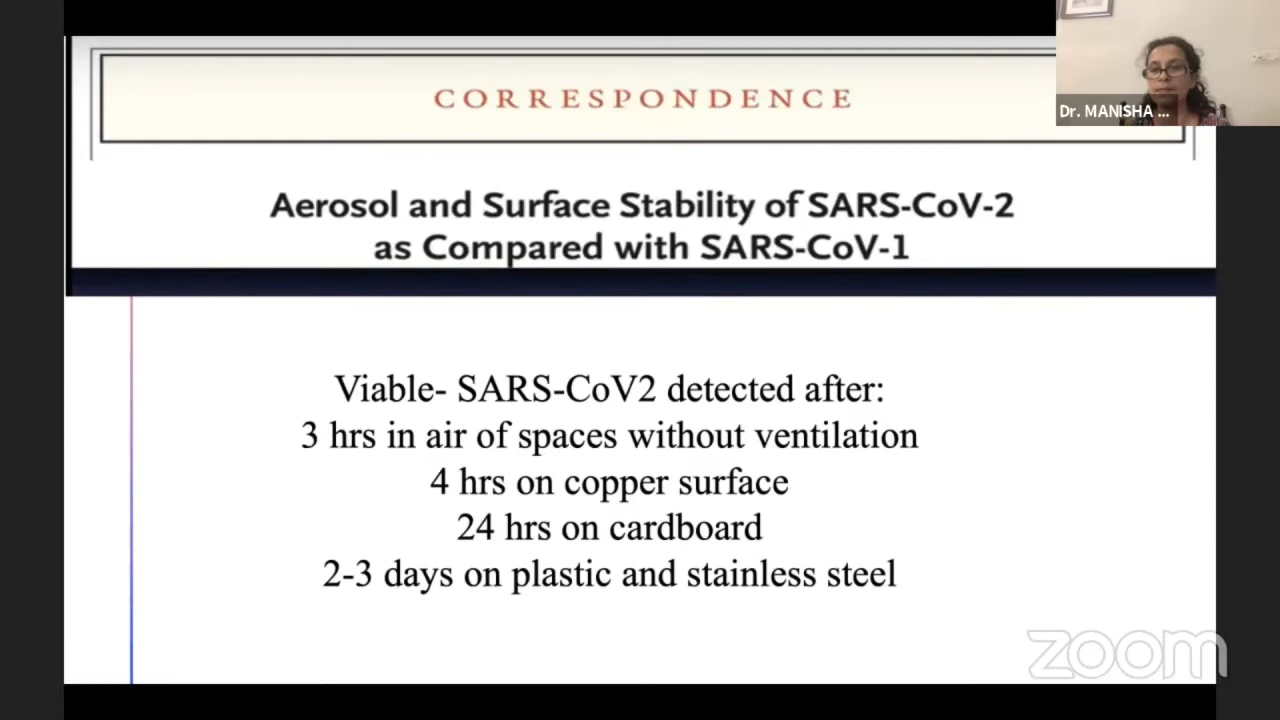 CORRESPONDENCE
Dr. MANISHA ...
Aerosol and Surface Stability of SARS-CoV-2
as Compared with SARS-CoV-1
Viable- SARS-CoV2 detected after:
3 hrs in air of spaces without ventilation
4 hrs on copper surface
24 hrs on cardboard
2-3 days on plastic and stainless steel
zoom